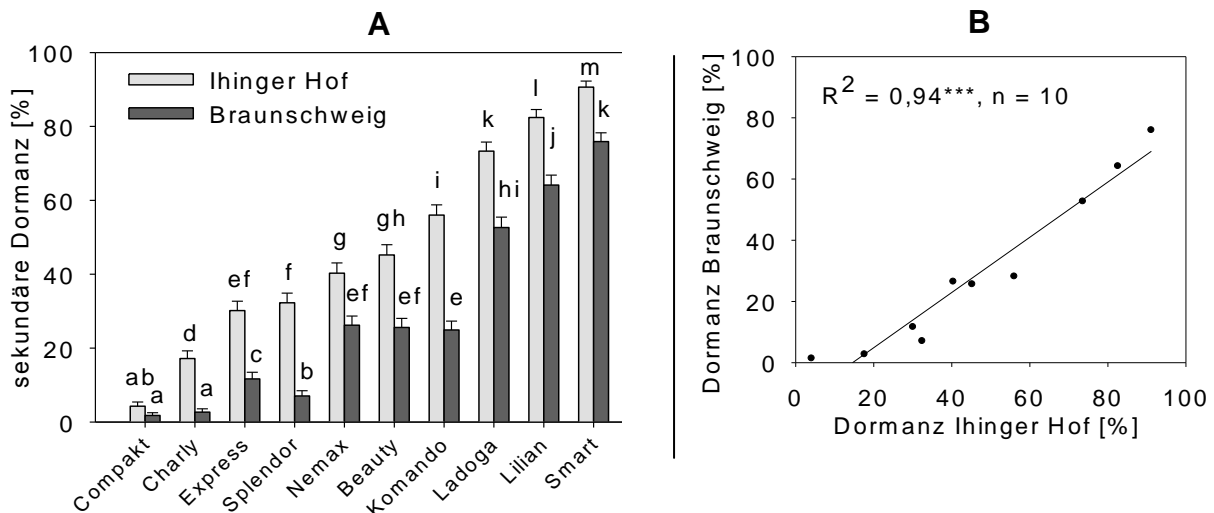 A
sekundäre Dormanz [%]
100
80
60
40
20
0
Ihinger Hof
Braunschweig
ab
a
d
a
ef
c
f
b
g
ef
gh
ef
i
e
k
hi
l
j
m
k
Compakt
Charly
Express
Splendor
Nemax
Beauty
Komando
Ladoga
Lilian
Smart
B
Dormanz Braunschweig [%]
100
80
60
40
20
0
R² = 0,94***, n = 10
0 20 40 60 80 100
Dormanz Ihinger Hof [%]